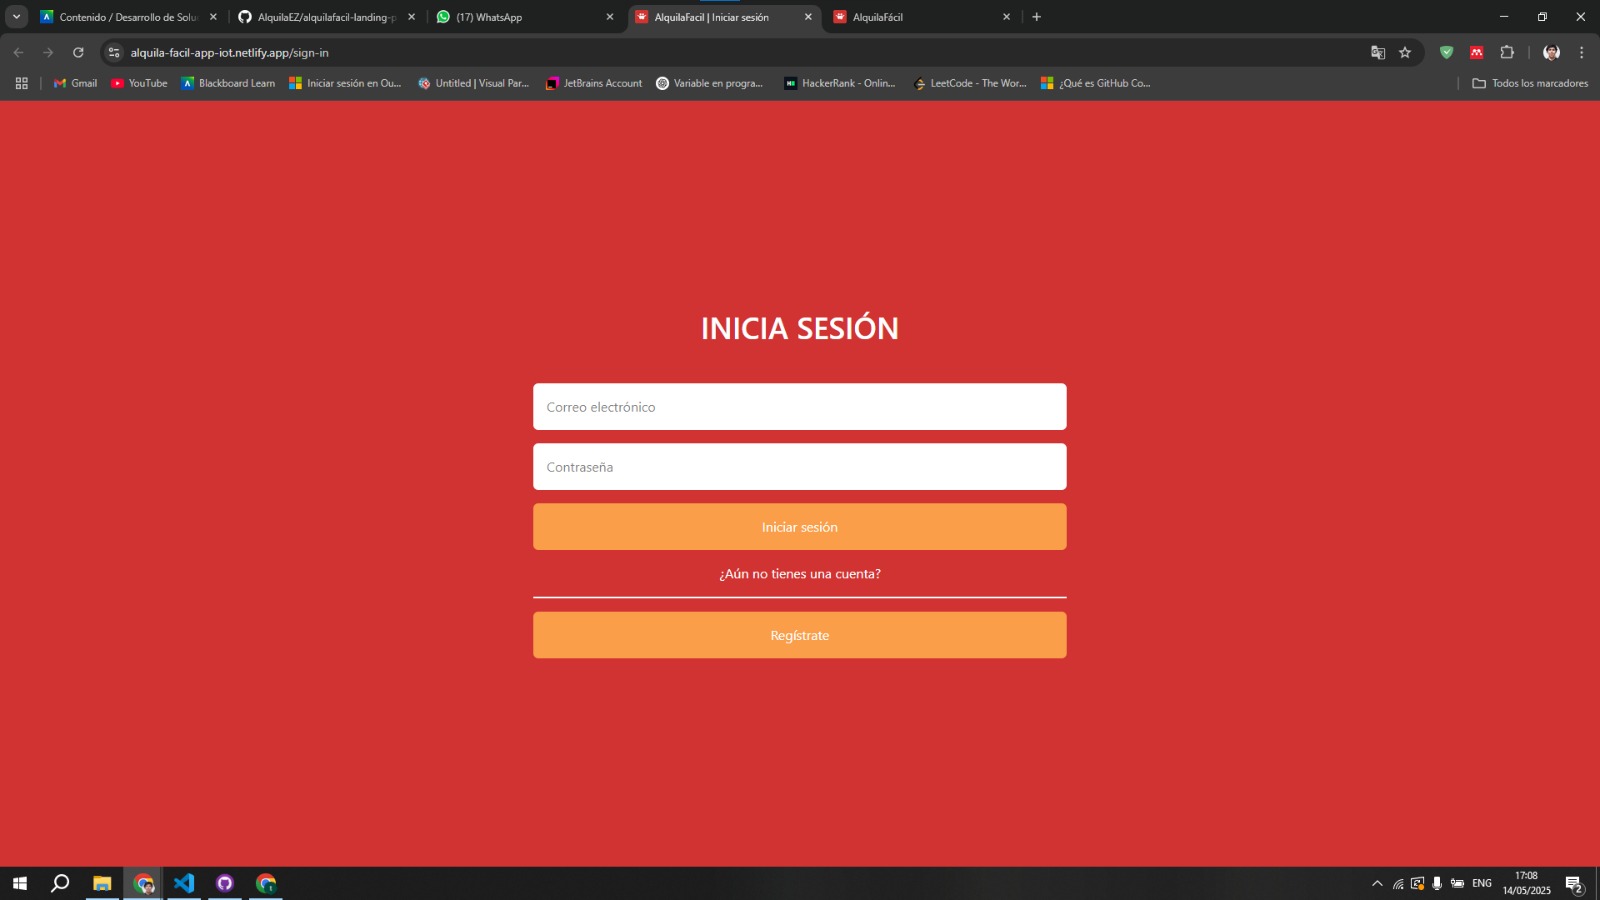 Contenido / Desarrollo de Solu
AlquilaEZ/alquilafacil-landing-p
(17) WhatsApp
AlquilaFacil | Iniciar sesión
AlquilaFácil
alquila-facil-app-iot.netlify.app/sign-in
Gmail
YouTube
Blackboard Learn
Iniciar sesión en Ou...
Untitled | Visual Par...
JetBrains Account
Variable en progra...
HackerRank - Onlin...
LeetCode - The Wor...
¿Qué es GitHub Co...
Todos los marcadores
INICIA SESIÓN
Correo electrónico
Contraseña
Iniciar sesión
¿Aún no tienes una cuenta?
Regístrate
ENG
17:08
14/05/2025
2